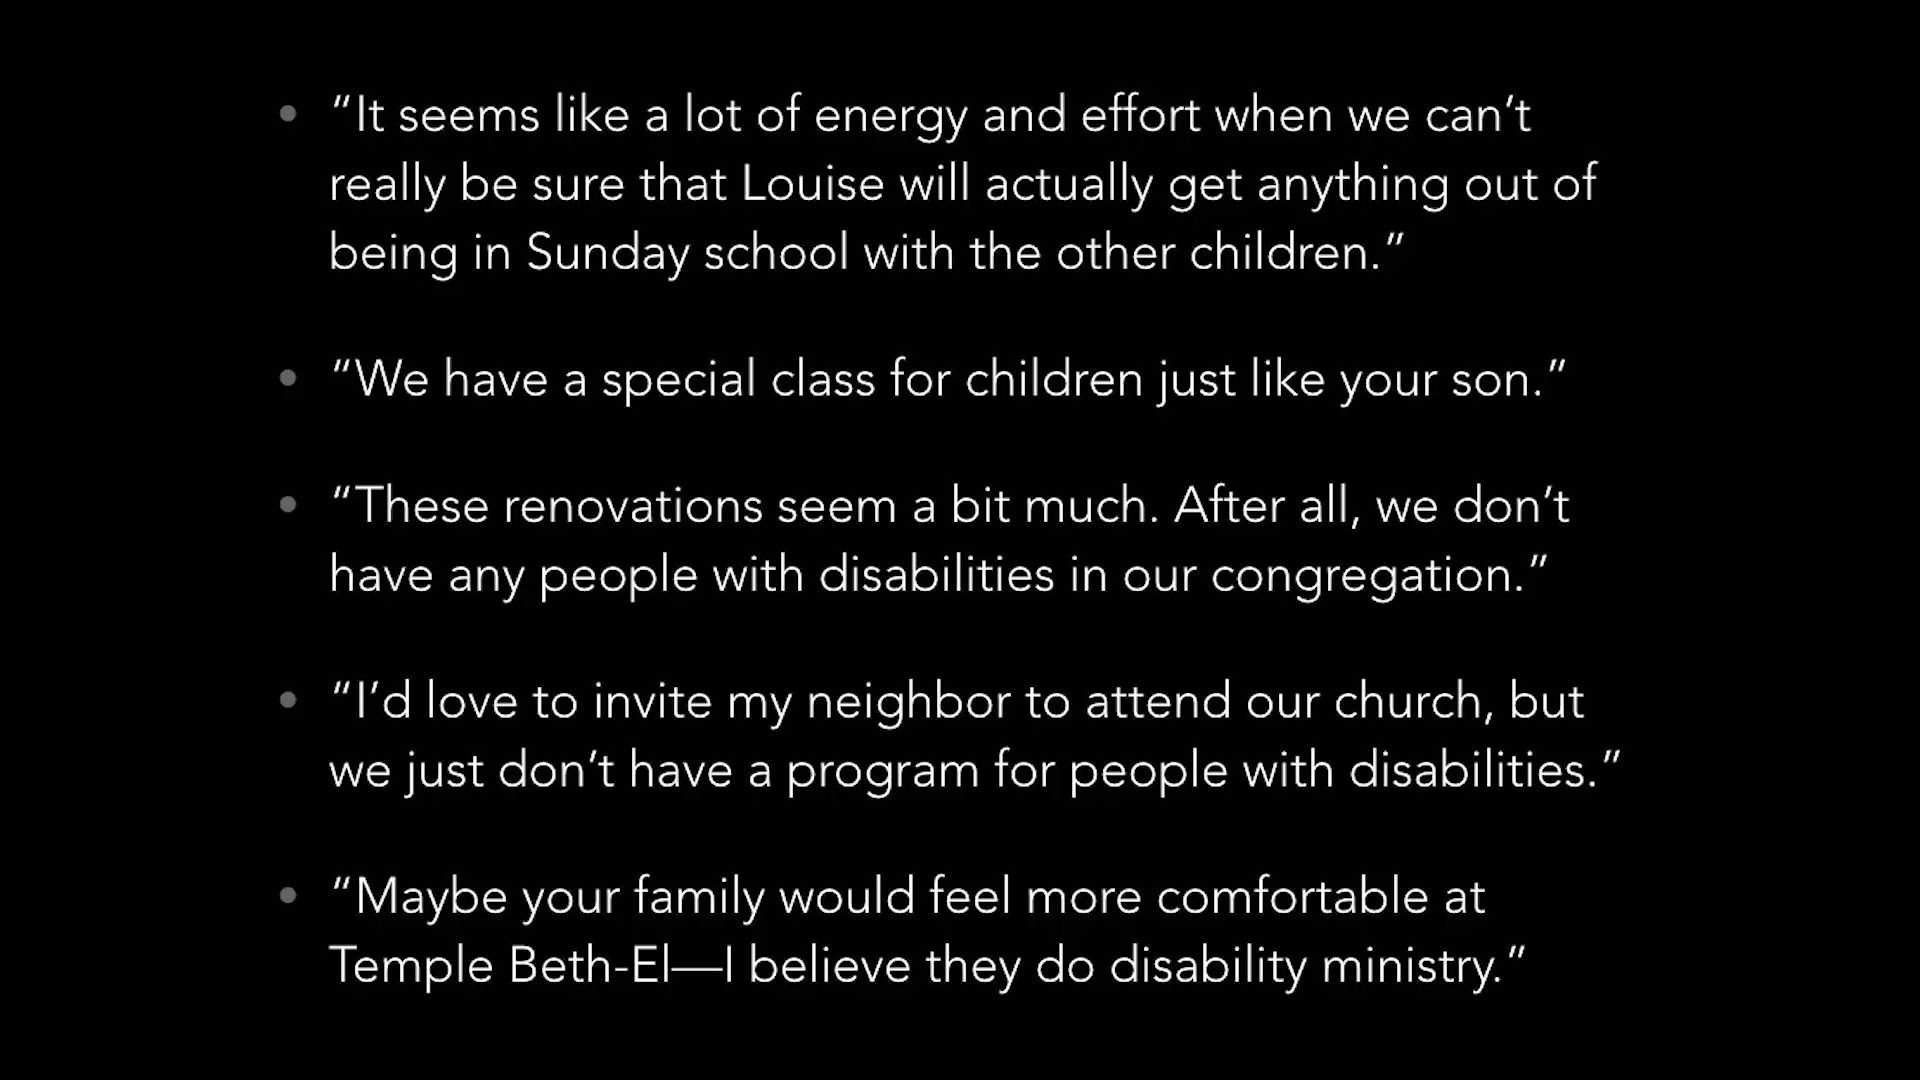 • “It seems like a lot of energy and effort when we can’t
really be sure that Louise will actually get anything out of
being in Sunday school with the other children.”
• “We have a special class for children just like your son.”
• “These renovations seem a bit much. After all, we don’t
have any people with disabilities in our congregation.”
• “I’d love to invite my neighbor to attend our church, but
we just don’t have a program for people with disabilities.”
• “Maybe your family would feel more comfortable at
Temple Beth-El—I believe they do disability ministry.”